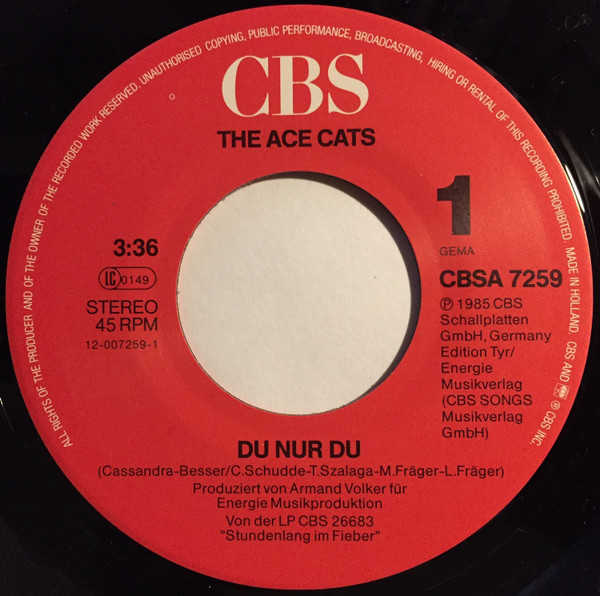 ALL RIGHTS OF THE PRODUCER AND OF THE OWNER OF THE RECORDED WORK RESERVED. UNAUTHORISED COPYING, PUBLIC PERFORMANCE, BROADCASTING, HIRING OR RENTAL OF THIS RECORDING PROHIBITED. MADE IN HOLLAND. CBS AND ® CBS INC.
CBS
THE ACE CATS
1
GEMA
3:36
LC 0149
STEREO
45 RPM
12-007259-1
CBSA 7259
℗ 1985 CBS
Schallplatten
GmbH, Germany
Edition Tyr/
Energie
Musikverlag
(CBS SONGS
Musikverlag
GmbH)
DU NUR DU
(Cassandra-Besser/C.Schudde-T.Szalaga-M.Fräger-L.Fräger)
Produziert von Armand Volker für
Energie Musikproduktion
Von der LP CBS 26683
"Stundenlang im Fieber"